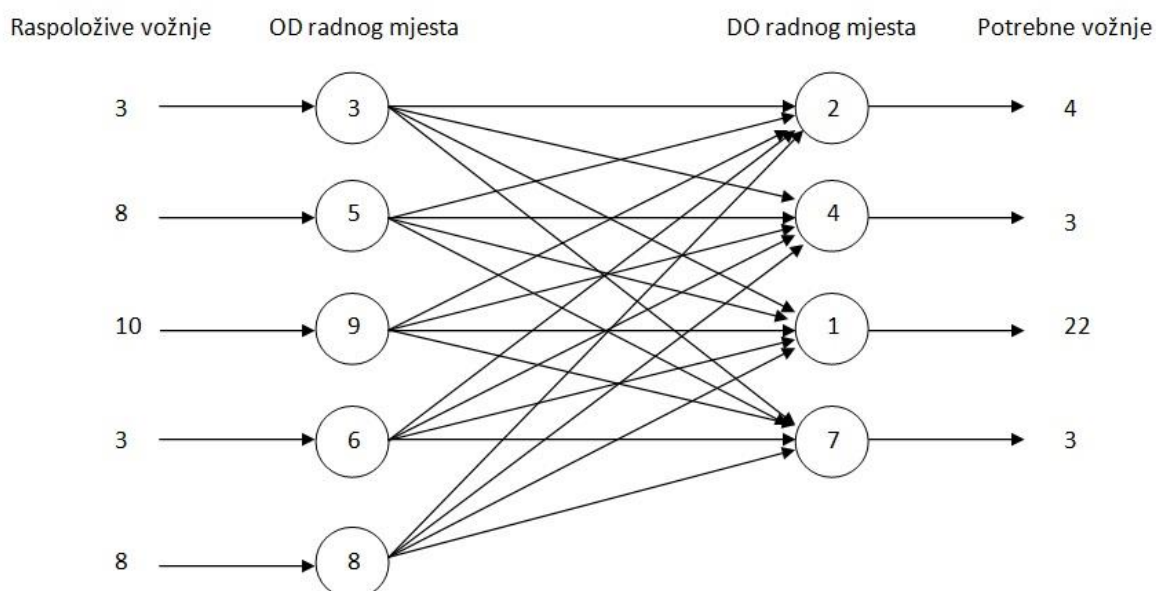 Raspoložive vožnje OD radnog mjesta DO radnog mjesta Potrebne vožnje
3 3 2 4
8 5 4 3
10 9 1 22
3 6 7 3
8 8